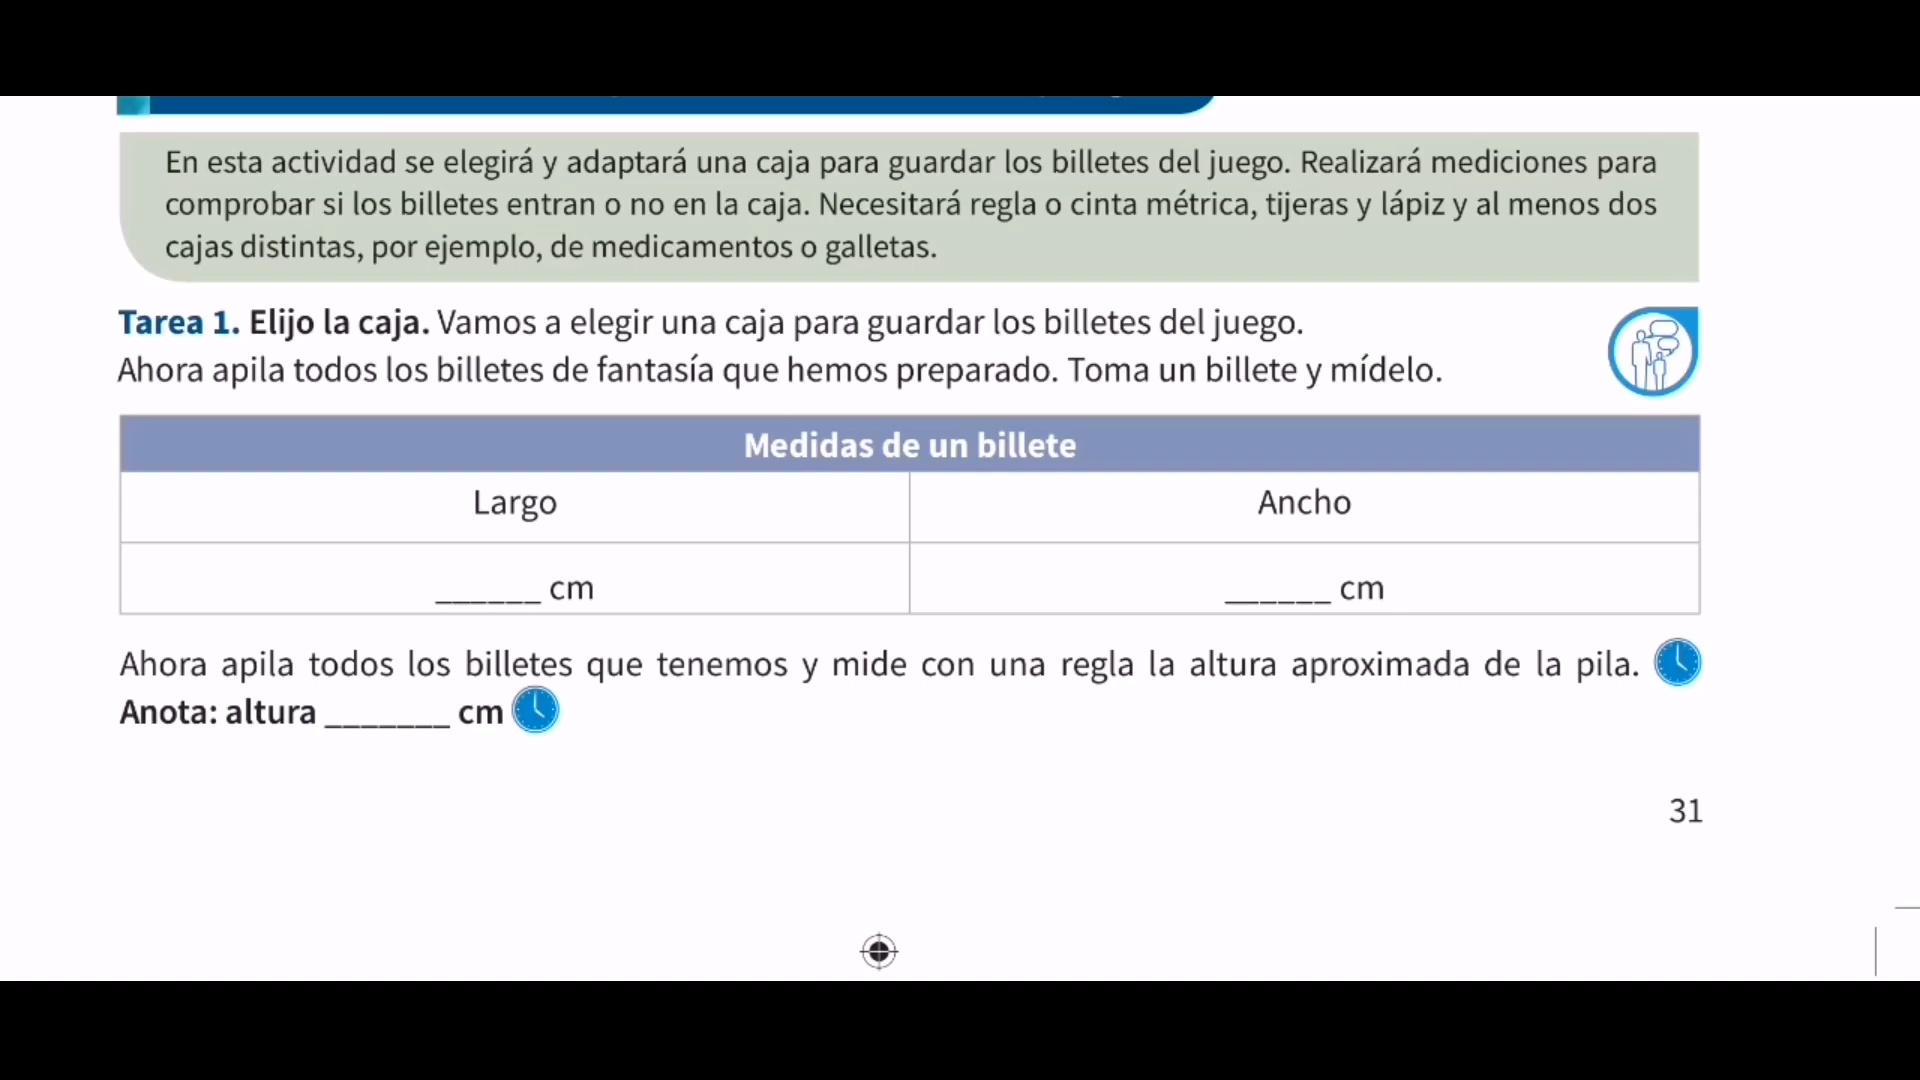 En esta actividad se elegirá y adaptará una caja para guardar los billetes del juego. Realizará mediciones para
comprobar si los billetes entran o no en la caja. Necesitará regla o cinta métrica, tijeras y lápiz y al menos dos
cajas distintas, por ejemplo, de medicamentos o galletas.
Tarea 1. Elijo la caja. Vamos a elegir una caja para guardar los billetes del juego.
Ahora apila todos los billetes de fantasía que hemos preparado. Toma un billete y mídelo.
Medidas de un billete
Largo Ancho
______ cm ______ cm
Ahora apila todos los billetes que tenemos y mide con una regla la altura aproximada de la pila.
Anota: altura _______ cm
31